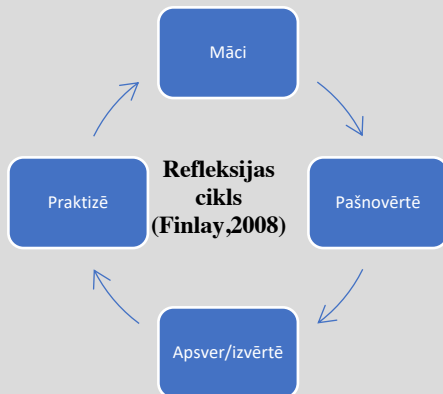 Māci
Refleksijas
cikls
(Finlay,2008)
Praktizē
Pašnovērtē
Apsver/izvērtē